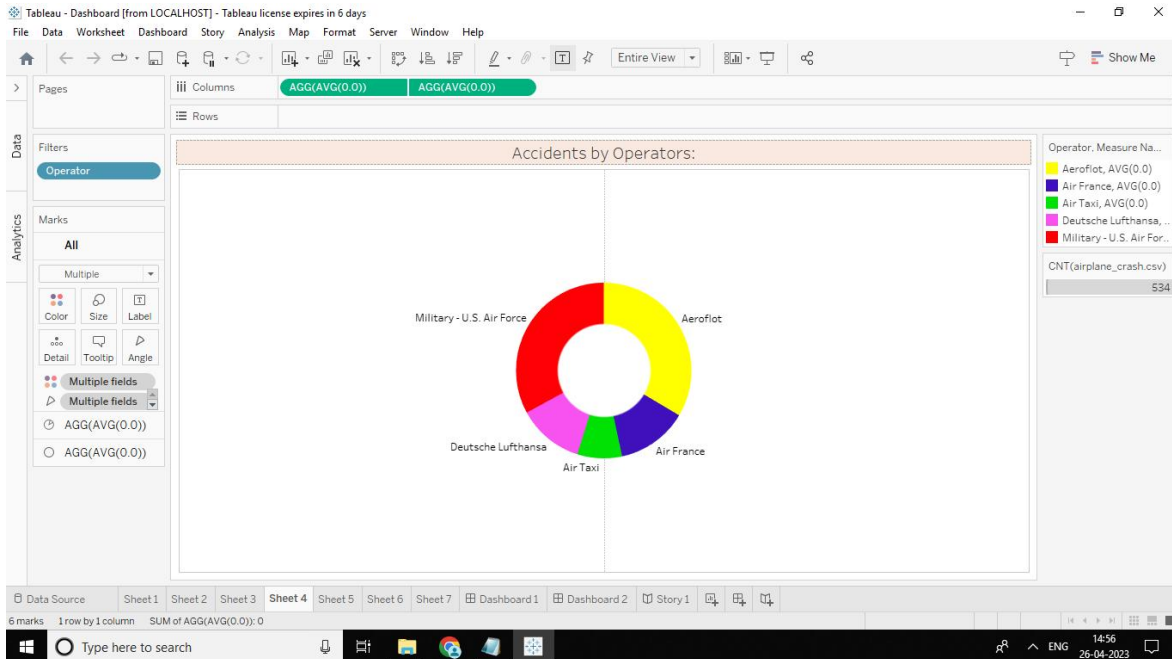 Tableau - Dashboard [from LOCALHOST] - Tableau license expires in 6 days
File Data Worksheet Dashboard Story Analysis Map Format Server Window Help
Entire View
Show Me
Pages
Columns
AGG(AVG(0.0)) AGG(AVG(0.0))
Rows
Data
Analytics
Filters
Operator
Marks
All
Multiple
Color Size Label
Detail Tooltip Angle
Multiple fields
Multiple fields
AGG(AVG(0.0))
AGG(AVG(0.0))
Accidents by Operators:
Military - U.S. Air Force
Aeroflot
Deutsche Lufthansa
Air France
Air Taxi
Operator, Measure Na...
Aeroflot, AVG(0.0)
Air France, AVG(0.0)
Air Taxi, AVG(0.0)
Deutsche Lufthansa, ..
Military - U.S. Air For..
CNT(airplane_crash.csv)
534
Data Source Sheet 1 Sheet 2 Sheet 3 Sheet 4 Sheet 5 Sheet 6 Sheet 7 Dashboard 1 Dashboard 2 Story 1
6 marks 1 row by 1 column SUM of AGG(AVG(0.0)): 0
Type here to search
ENG
14:56
26-04-2023